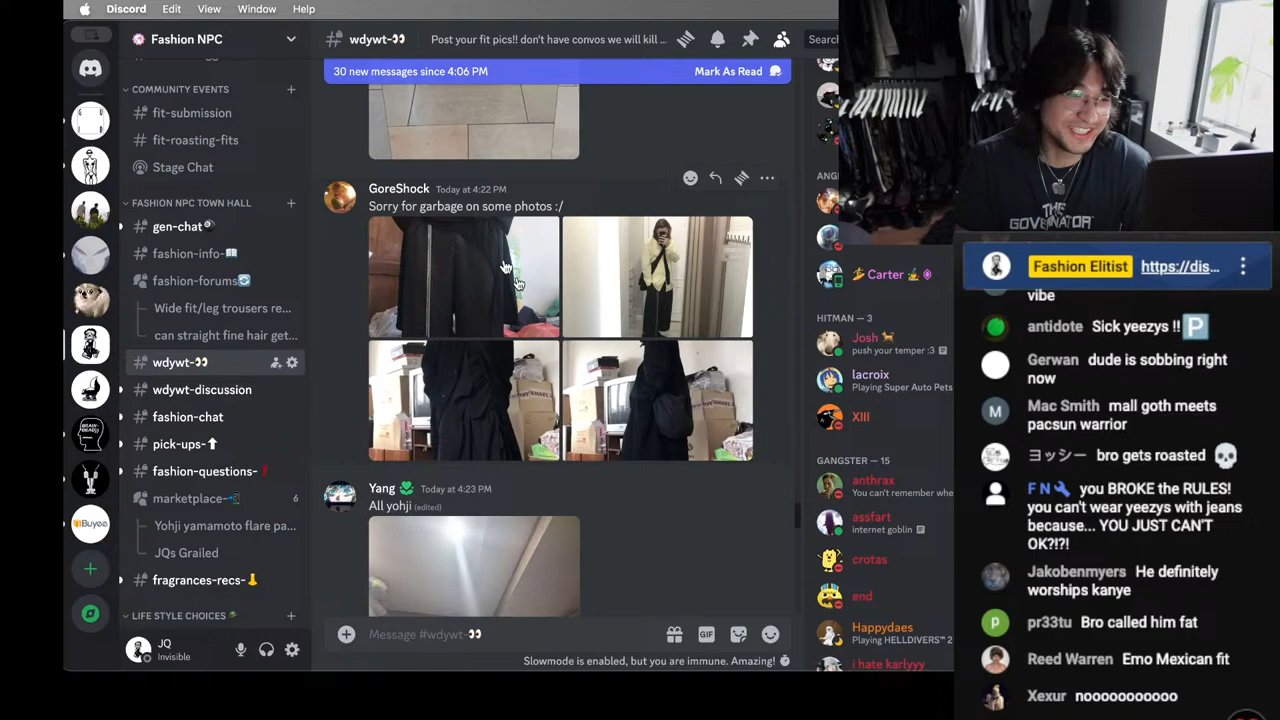 Discord Edit View Window Help
Fashion NPC
COMMUNITY EVENTS
fit-submission
fit-roasting-fits
Stage Chat
FASHION NPC TOWN HALL
gen-chat
fashion-info-
fashion-forums
Wide fit/leg trousers re...
can straight fine hair get...
wdywt-👀
wdywt-discussion
fashion-chat
pick-ups-
fashion-questions-
marketplace- 6
Yohji yamamoto flare pa...
JQs Grailed
fragrances-recs-
LIFE STYLE CHOICES
JQ
Invisible
Buyee
wdywt-👀 Post your fit pics!! don't have convos we will kill ... Search
30 new messages since 4:06 PM Mark As Read
GoreShock Today at 4:22 PM
Sorry for garbage on some photos :/
Yang Today at 4:23 PM
All yohji (edited)
Message #wdywt-👀
GIF
Slowmode is enabled, but you are immune. Amazing!
Carter
HITMAN — 3
Josh
push your temper :3
lacroix
Playing Super Auto Pets
XIII
GANGSTER — 15
anthrax
You can't remember whe
assfart
internet goblin
crotas
end
Happydaes
Playing HELLDIVERS™ 2
i hate karlyyy
THE
GOVERNATOR
Fashion Elitist https://dis...
vibe
antidote Sick yeezys !! P
Gerwan dude is sobbing right
now
M Mac Smith mall goth meets
pacsun warrior
ヨッシー bro gets roasted 💀
F N🔧 you BROKE the RULES!
you can't wear yeezys with jeans
because... YOU JUST CAN'T
OK?!?!
Jakobenmyers He definitely
worships kanye
P pr33tu Bro called him fat
Reed Warren Emo Mexican fit
Xexur nooooooooooo